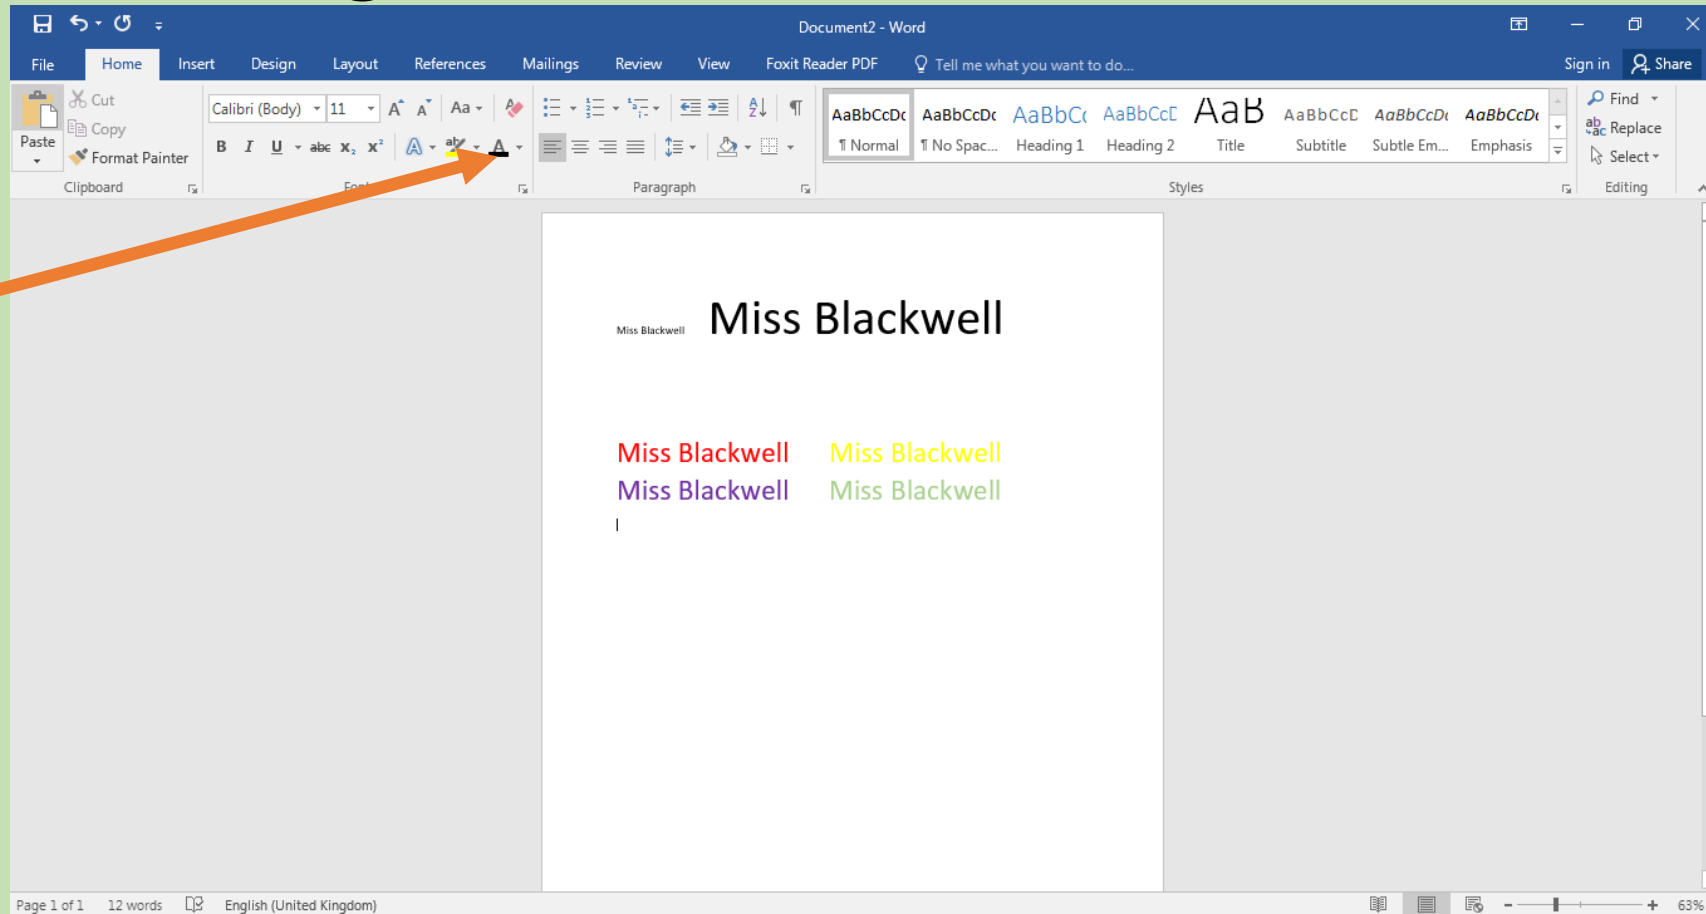 Document2 - Word
File Home Insert Design Layout References Mailings Review View Foxit Reader PDF Tell me what you want to do... Sign in Share
Paste
Cut
Copy
Format Painter
Clipboard
Calibri (Body) 11 A A Aa
B I U abc x₂ x² A ab A
Paragraph
AaBbCcDc AaBbCcDc AaBbCc AaBbCcD AaB AaBbCcD AaBbCcDc AaBbCcDc
¶ Normal ¶ No Spac... Heading 1 Heading 2 Title Subtitle Subtle Em... Emphasis
Styles
Find
Replace
Select
Editing
Miss Blackwell Miss Blackwell
Miss Blackwell Miss Blackwell
Miss Blackwell Miss Blackwell
Page 1 of 1 12 words English (United Kingdom) 63%